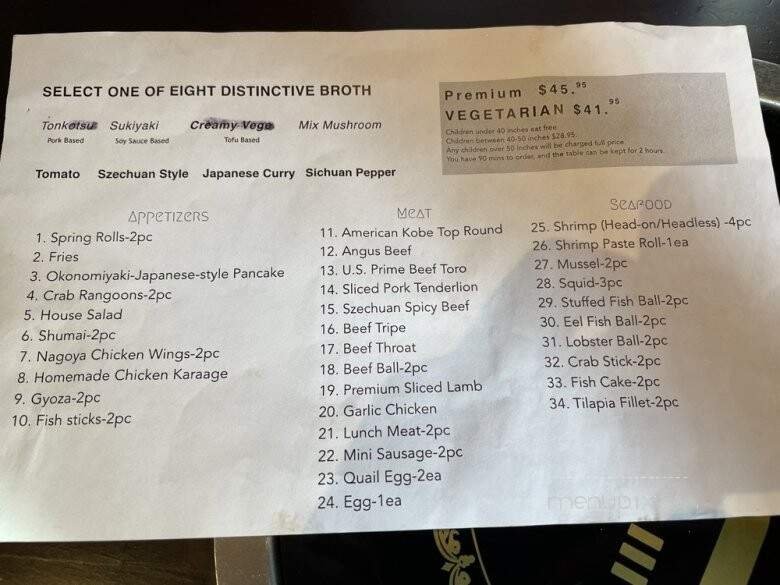 SELECT ONE OF EIGHT DISTINCTIVE BROTH
Tonkotsu Sukiyaki Creamy Vege Mix Mushroom
Pork Based Soy Sauce Based Tofu Based
Tomato Szechuan Style Japanese Curry Sichuan Pepper
Premium $45.95
VEGETARIAN $41.95
Children under 40 inches eat free
Children between 40-50 inches $28.95
Any children over 50 inches will be charged full price
You have 90 mins to order, and the table can be kept for 2 hours.
APPETIZERS
1. Spring Rolls-2pc
2. Fries
3. Okonomiyaki-Japanese-style Pancake
4. Crab Rangoons-2pc
5. House Salad
6. Shumai-2pc
7. Nagoya Chicken Wings-2pc
8. Homemade Chicken Karaage
9. Gyoza-2pc
10. Fish sticks-2pc
MEAT
11. American Kobe Top Round
12. Angus Beef
13. U.S. Prime Beef Toro
14. Sliced Pork Tenderlion
15. Szechuan Spicy Beef
16. Beef Tripe
17. Beef Throat
18. Beef Ball-2pc
19. Premium Sliced Lamb
20. Garlic Chicken
21. Lunch Meat-2pc
22. Mini Sausage-2pc
23. Quail Egg-2ea
24. Egg-1ea
SEAFOOD
25. Shrimp (Head-on/Headless) -4pc
26. Shrimp Paste Roll-1ea
27. Mussel-2pc
28. Squid-3pc
29. Stuffed Fish Ball-2pc
30. Eel Fish Ball-2pc
31. Lobster Ball-2pc
32. Crab Stick-2pc
33. Fish Cake-2pc
34. Tilapia Fillet-2pc
menupix